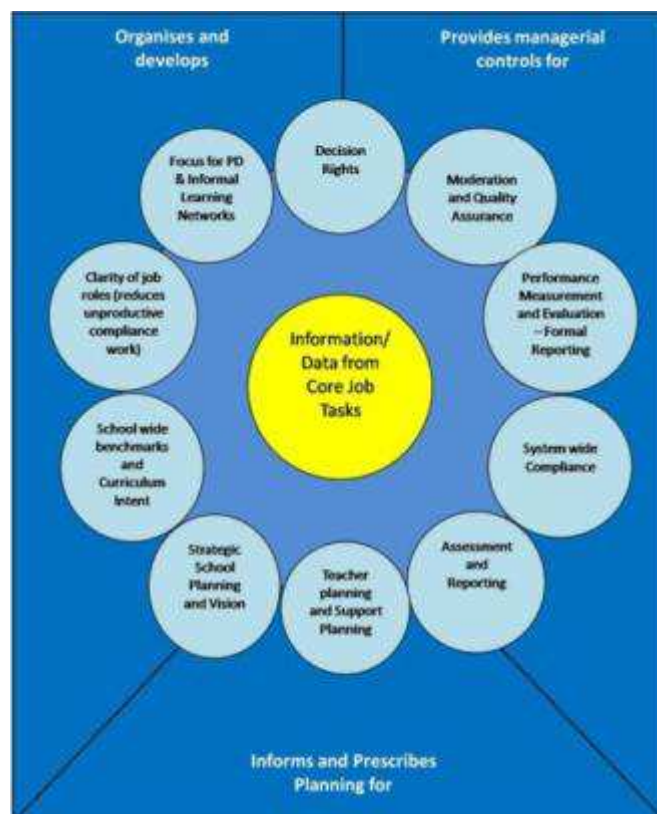 Organises and
develops
Provides managerial
controls for
Decision
Rights
Focus for PD
& Informal
Learning
Networks
Moderation
and Quality
Assurance
Clarity of job
roles (reduces
unproductive
compliance
work)
Performance
Measurement
and Evaluation
– Formal
Reporting
Information/
Data from
Core Job
Tasks
School wide
benchmarks
and
Curriculum
Intent
System wide
Compliance
Strategic
School
Planning
and Vision
Teacher
planning
and Support
Planning
Assessment
and
Reporting
Informs and Prescribes
Planning for